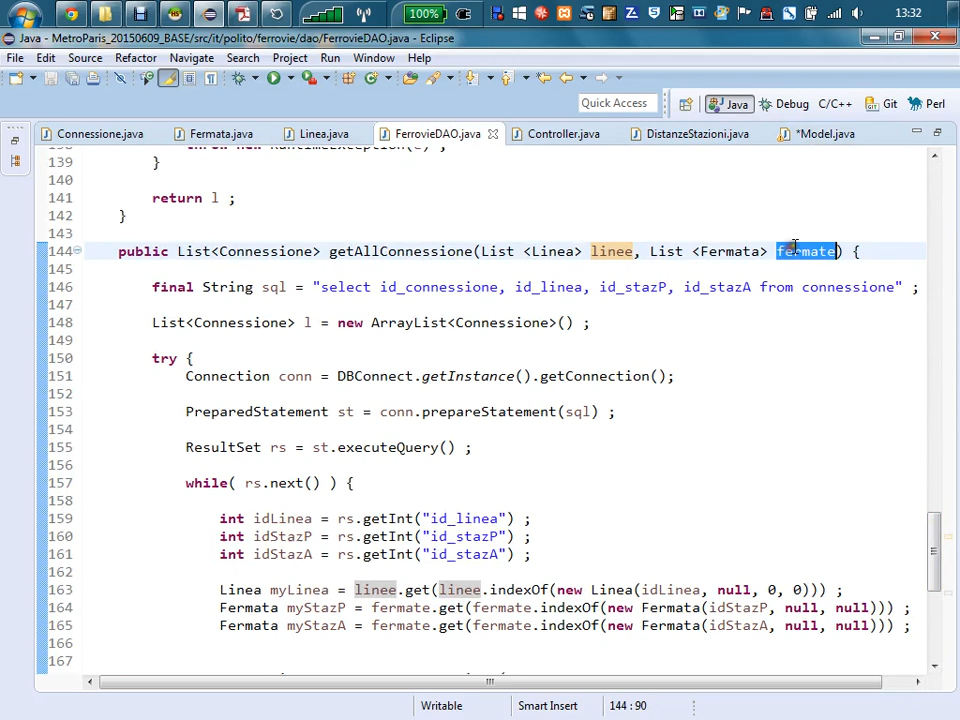 100%
13:32
Java - MetroParis_20150609_BASE/src/it/polito/ferrovie/dao/FerrovieDAO.java - Eclipse
File Edit Source Refactor Navigate Search Project Run Window Help
Quick Access
Java Debug C/C++ Git Perl
Connessione.java Fermata.java Linea.java FerrovieDAO.java Controller.java DistanzeStazioni.java *Model.java
138 throw new RuntimeException(e) ;
139 }
140
141 return l ;
142 }
143
144 public List<Connessione> getAllConnessione(List <Linea> linee, List <Fermata> fermate) {
145
146 final String sql = "select id_connessione, id_linea, id_stazP, id_stazA from connessione" ;
147
148 List<Connessione> l = new ArrayList<Connessione>() ;
149
150 try {
151 Connection conn = DBConnect.getInstance().getConnection();
152
153 PreparedStatement st = conn.prepareStatement(sql) ;
154
155 ResultSet rs = st.executeQuery() ;
156
157 while( rs.next() ) {
158
159 int idLinea = rs.getInt("id_linea") ;
160 int idStazP = rs.getInt("id_stazP") ;
161 int idStazA = rs.getInt("id_stazA") ;
162
163 Linea myLinea = linee.get(linee.indexOf(new Linea(idLinea, null, 0, 0))) ;
164 Fermata myStazP = fermate.get(fermate.indexOf(new Fermata(idStazP, null, null))) ;
165 Fermata myStazA = fermate.get(fermate.indexOf(new Fermata(idStazA, null, null))) ;
166
167
Writable Smart Insert 144 : 90